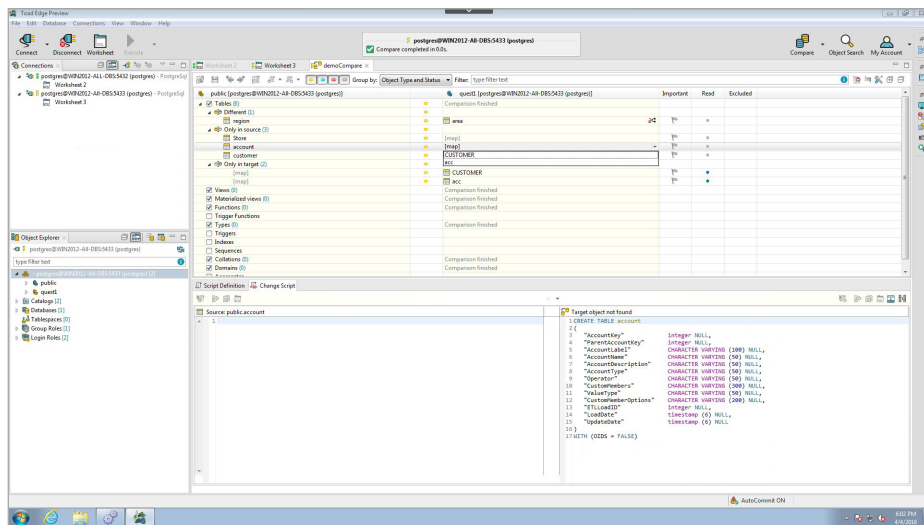 Toad Edge Preview
File Edit Database Connections View Window Help
Connect Disconnect Worksheet Execute
postgres@WIN2012-All-DBS:5433 (postgres)
Compare completed in 0.0s.
Compare Object Search My Account
Connections
postgres@WIN2012-ALL-DBS:5432 (postgres) - PostgreSql
Worksheet 2
postgres@WIN2012-All-DBS:5433 (postgres) - PostgreSql
Worksheet 3
Worksheet 2 Worksheet 3 demoCompare
Group by: Object Type and Status Filter: type filter text
public [postgres@WIN2012-All-DBS:5433 (postgres)] quest1 [postgres@WIN2012-All-DBS:5433 (postgres)] Important Read Excluded
Tables (6) Comparison finished
Different (1)
region area
Only in source (3)
Store [map]
account [map]
customer CUSTOMER
acc
Only in target (2)
[map] CUSTOMER
[map] acc
Views (0) Comparison finished
Materialized views (0) Comparison finished
Functions (0) Comparison finished
Trigger Functions
Types (0) Comparison finished
Triggers
Indexes
Sequences
Collations (0) Comparison finished
Domains (0) Comparison finished
Object Explorer
postgres@WIN2012-All-DBS:5433 (postgres)
type filter text
postgres@WIN2012-All-DBS:5433 (postgres) [2]
public
quest1
Catalogs [2]
Databases [1]
Tablespaces [0]
Group Roles [1]
Login Roles [2]
Script Definition Change Script
Source: public.account
1
Target object not found
1 CREATE TABLE account
2 (
3 "AccountKey" integer NULL,
4 "ParentAccountKey" integer NULL,
5 "AccountLabel" CHARACTER VARYING (100) NULL,
6 "AccountName" CHARACTER VARYING (50) NULL,
7 "AccountDescription" CHARACTER VARYING (50) NULL,
8 "AccountType" CHARACTER VARYING (50) NULL,
9 "Operator" CHARACTER VARYING (50) NULL,
10 "CustomMembers" CHARACTER VARYING (300) NULL,
11 "ValueType" CHARACTER VARYING (50) NULL,
12 "CustomMemberOptions" CHARACTER VARYING (200) NULL,
13 "ETLLoadID" integer NULL,
14 "LoadDate" timestamp (6) NULL,
15 "UpdateDate" timestamp (6) NULL
16 )
17 WITH (OIDS = FALSE)
AutoCommit ON
6:02 PM
4/4/2018